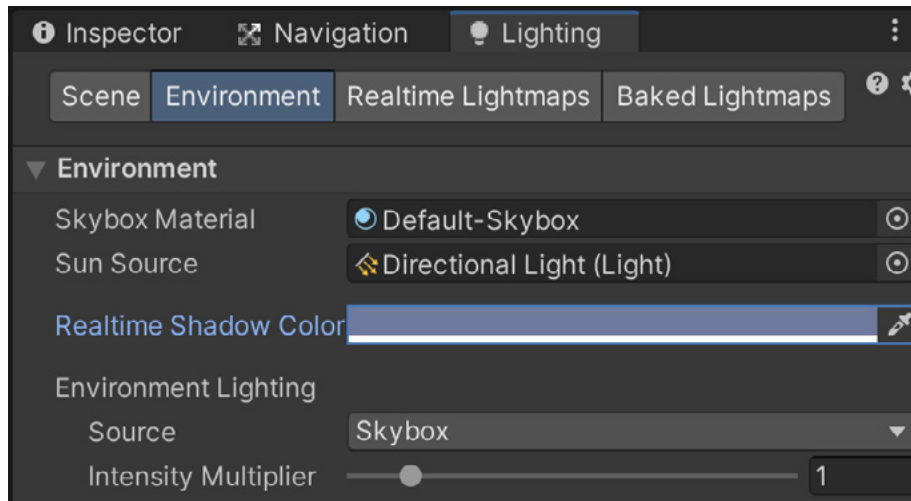 Inspector Navigation Lighting
Scene Environment Realtime Lightmaps Baked Lightmaps
Environment
Skybox Material Default-Skybox
Sun Source Directional Light (Light)
Realtime Shadow Color
Environment Lighting
Source Skybox
Intensity Multiplier 1